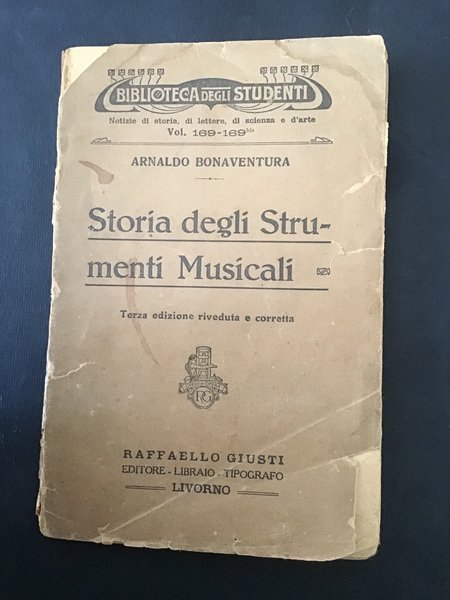 BIBLIOTECA DEGLI STUDENTI
Notizie di storia, di lettere, di scienza e d'arte
Vol. 169-169bis
ARNALDO BONAVENTURA
Storia degli Stru-
menti Musicali
Terza edizione riveduta e corretta
RG
RAFFAELLO GIUSTI
EDITORE - LIBRAIO - TIPOGRAFO
LIVORNO